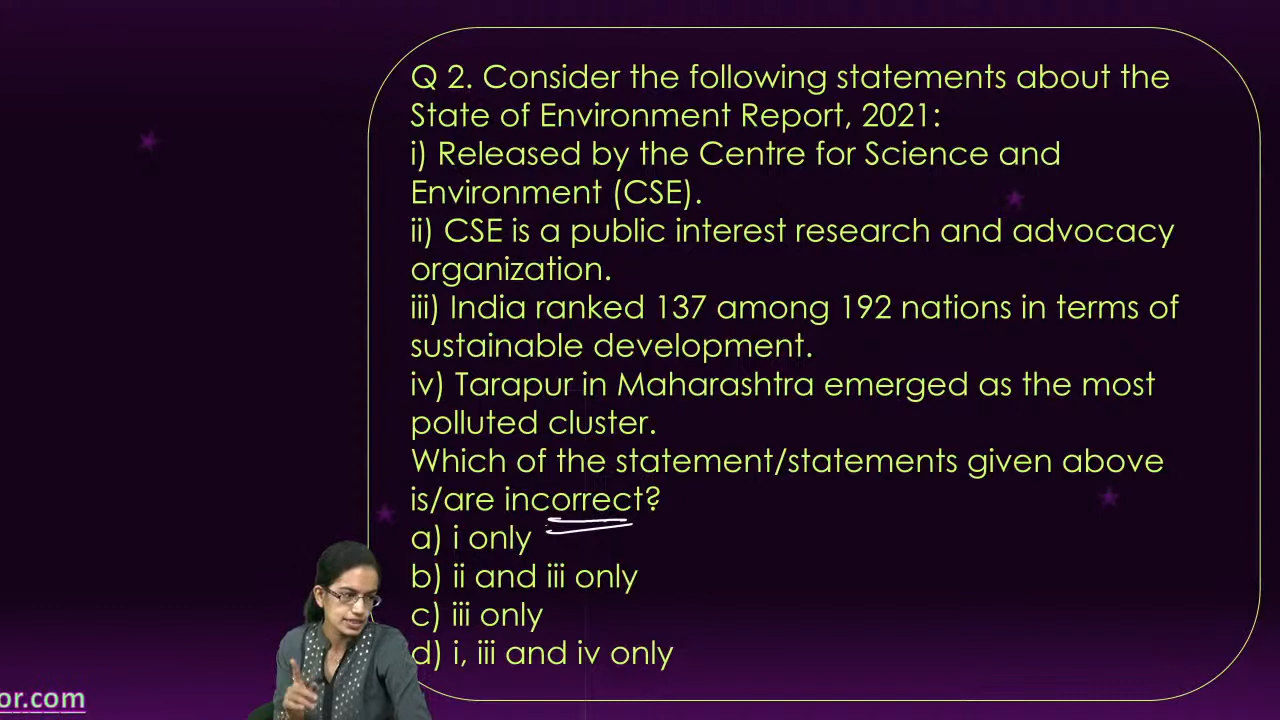 Q 2. Consider the following statements about the
State of Environment Report, 2021:
i) Released by the Centre for Science and
Environment (CSE).
ii) CSE is a public interest research and advocacy
organization.
iii) India ranked 137 among 192 nations in terms of
sustainable development.
iv) Tarapur in Maharashtra emerged as the most
polluted cluster.
Which of the statement/statements given above
is/are incorrect?
a) i only
b) ii and iii only
c) iii only
d) i, iii and iv only
or.com